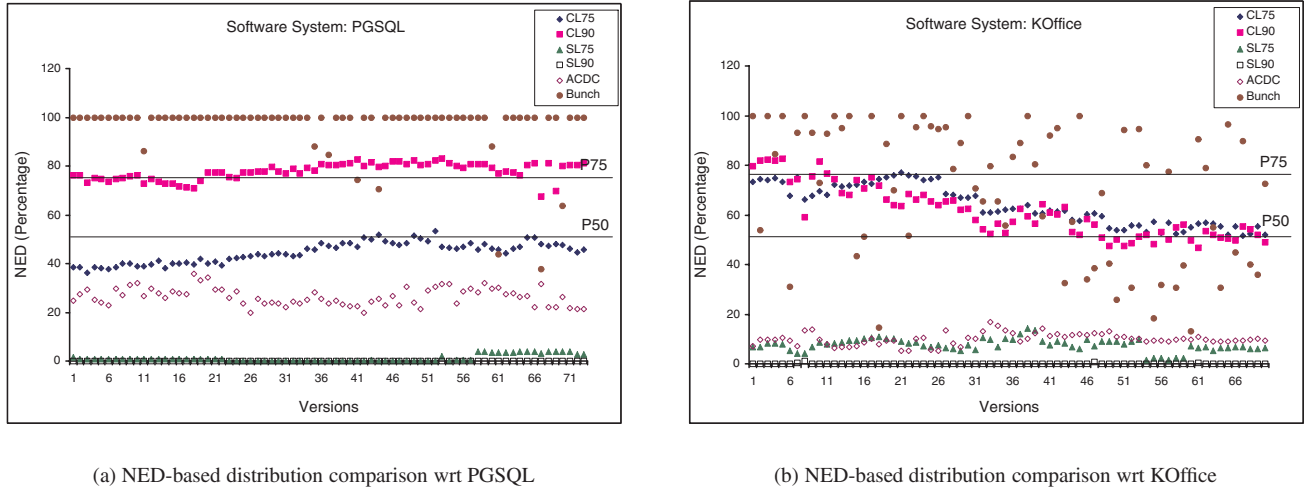 Software System: PGSQL
CL75
CL90
SL75
SL90
ACDC
Bunch
NED (Percentage)
120
100
80
60
40
20
0
P75
P50
1 6 11 16 21 26 31 36 41 46 51 56 61 66 71
Versions
(a) NED-based distribution comparison wrt PGSQL
Software System: KOffice
CL75
CL90
SL75
SL90
ACDC
Bunch
NED (Percentage)
120
100
80
60
40
20
0
P75
P50
1 6 11 16 21 26 31 36 41 46 51 56 61 66
Versions
(b) NED-based distribution comparison wrt KOffice